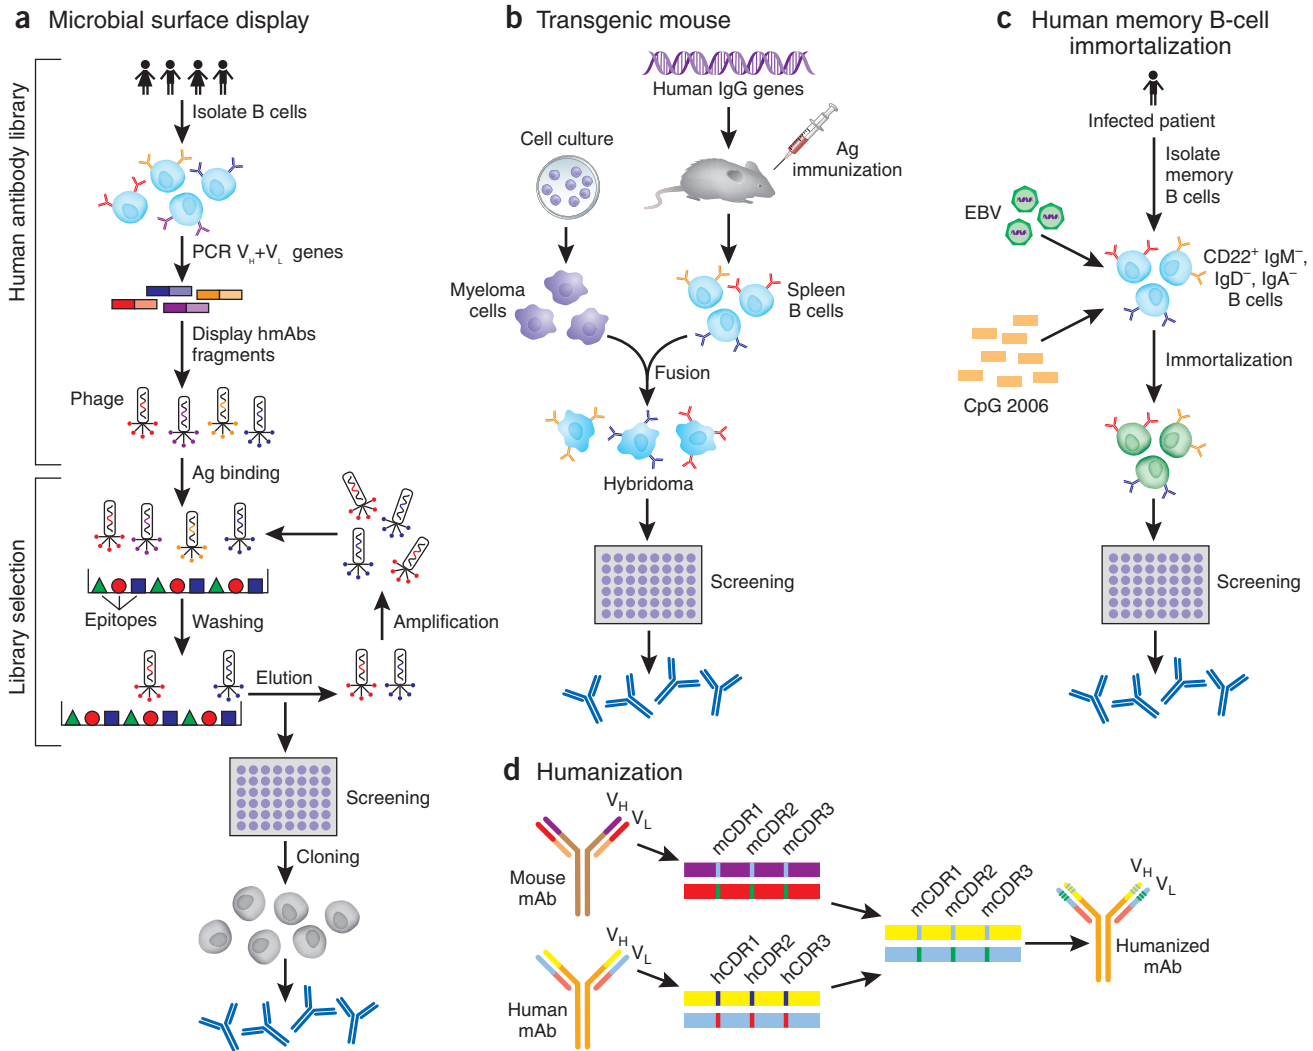 a Microbial surface display
Human antibody library
Isolate B cells
PCR VH+VL genes
Display hmAbs
fragments
Phage
Ag binding
Library selection
Epitopes
Washing
Amplification
Elution
Screening
Cloning
b Transgenic mouse
Human IgG genes
Cell culture
Ag
immunization
Myeloma
cells
Spleen
B cells
Fusion
Hybridoma
Screening
c Human memory B-cell
immortalization
Infected patient
Isolate
memory
B cells
EBV
CD22⁺ IgM⁻,
IgD⁻, IgA⁻
B cells
CpG 2006
Immortalization
Screening
d Humanization
VH
VL
Mouse
mAb
mCDR1
mCDR2
mCDR3
VH
VL
Human
mAb
hCDR1
hCDR2
hCDR3
mCDR1
mCDR2
mCDR3
VH
VL
Humanized
mAb